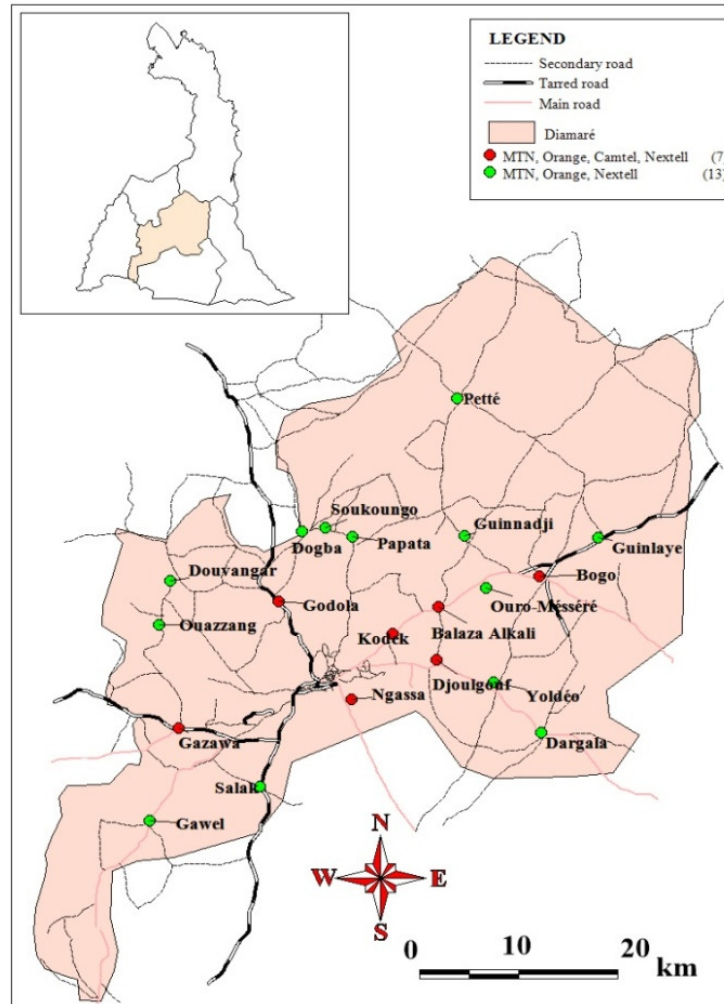 LEGEND
Secondary road
Tarred road
Main road
Diamaré
MTN, Orange, Camtel, Nextell (7)
MTN, Orange, Nextell (13)
Petté
Soukoungo
Dogba
Papata
Guinnadji
Guinlaye
Douvangar
Bogo
Godola
Ouro-Mésséré
Ouazzang
Kodek
Balaza Alkali
Djoulgouf
Ngassa
Yoldéo
Gazawa
Dargala
Salak
Gawel
N
W E
S
0 10 20
km